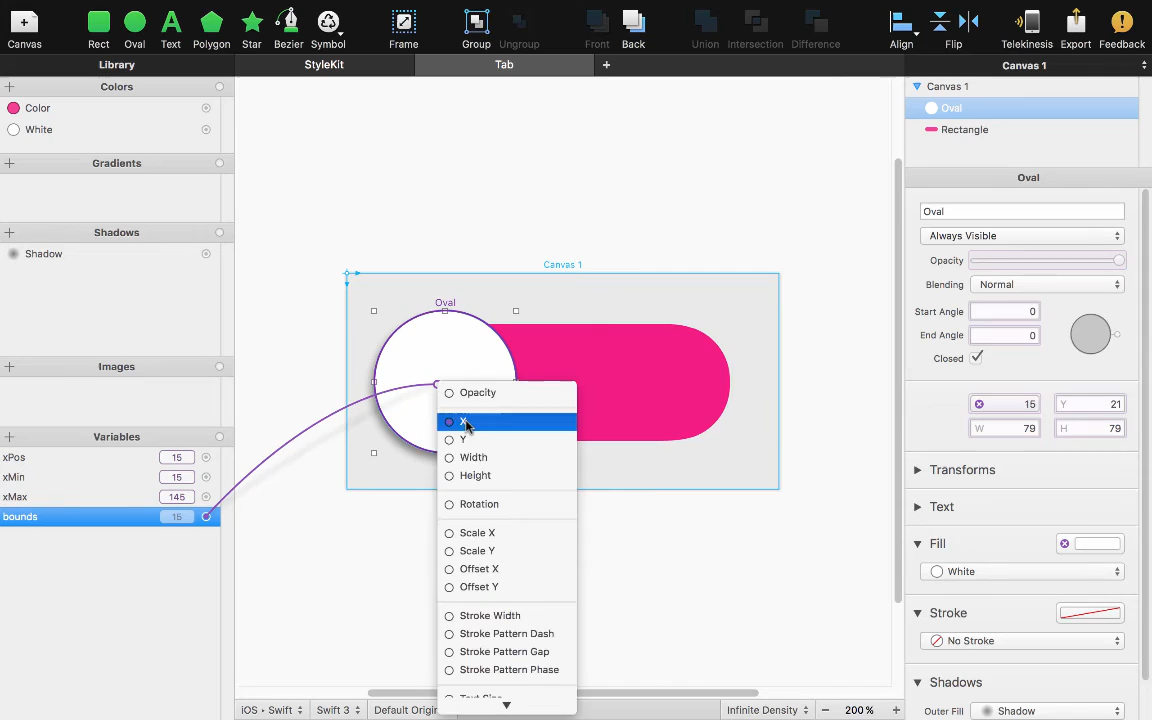 Canvas
Rect
Oval
Text
Polygon
Star
Bezier
Symbol
Frame
Group
Ungroup
Front
Back
Union
Intersection
Difference
Align
Flip
Telekinesis
Export
Feedback
Library
StyleKit
Tab
+
Canvas 1
Colors
Color
White
Gradients
Shadows
Shadow
Images
Variables
xPos 15
xMin 15
xMax 145
bounds 15
Canvas 1
Oval
Opacity
X
Y
Width
Height
Rotation
Scale X
Scale Y
Offset X
Offset Y
Stroke Width
Stroke Pattern Dash
Stroke Pattern Gap
Stroke Pattern Phase
Text Size
iOS • Swift
Swift 3
Default Origi
Infinite Density
− 200% +
Canvas 1
Oval
Rectangle
Oval
Oval
Always Visible
Opacity
Blending Normal
Start Angle 0
End Angle 0
Closed
15 Y 21
W 79 H 79
Transforms
Text
Fill
White
Stroke
No Stroke
Shadows
Outer Fill Shadow